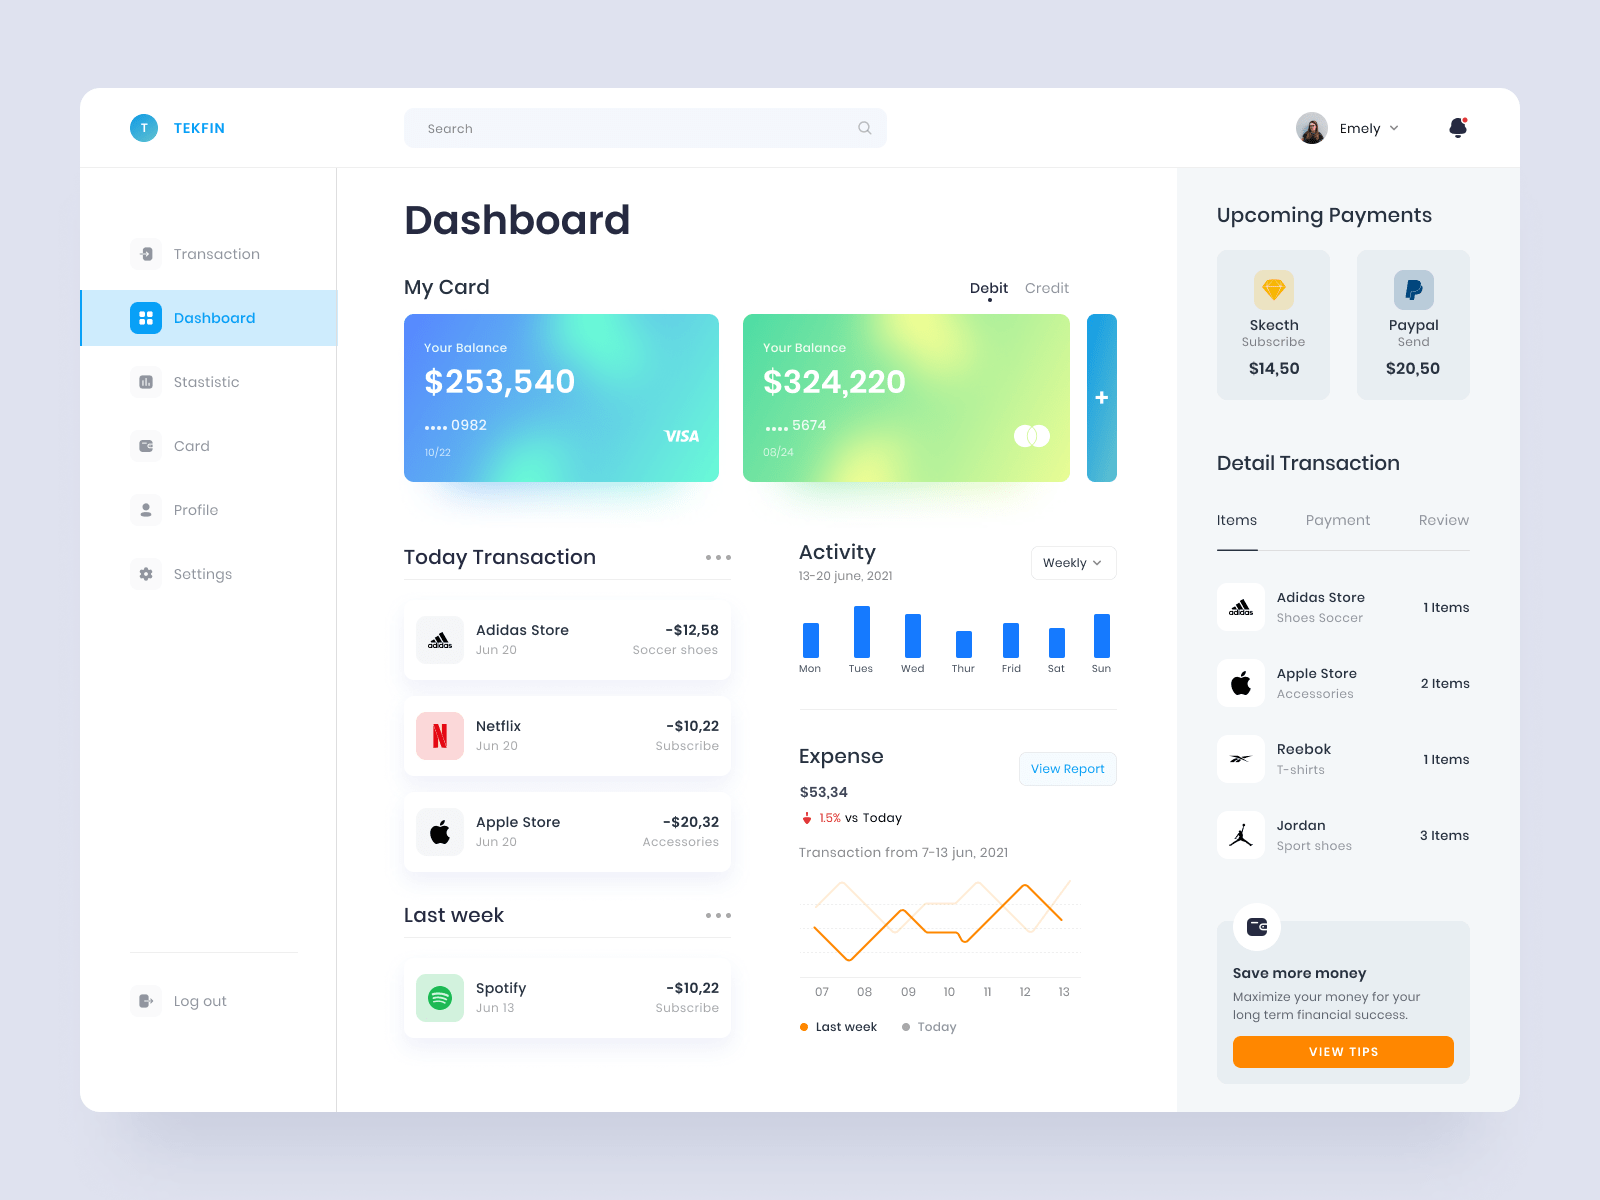 T TEKFIN
Search
Emely
Transaction
Dashboard
Stastistic
Card
Profile
Settings
Log out
Dashboard
My Card
Debit Credit
Your Balance
$253,540
•••• 0982
10/22
VISA
Your Balance
$324,220
•••• 5674
08/24
+
Today Transaction
adidas
Adidas Store -$12,58
Jun 20 Soccer shoes
N
Netflix -$10,22
Jun 20 Subscribe
Apple Store -$20,32
Jun 20 Accessories
Last week
Spotify -$10,22
Jun 13 Subscribe
Activity
13-20 june, 2021
Weekly
Mon Tues Wed Thur Frid Sat Sun
Expense
View Report
$53,34
1.5% vs Today
Transaction from 7-13 jun, 2021
07 08 09 10 11 12 13
Last week Today
Upcoming Payments
Skecth
Subscribe
$14,50
Paypal
Send
$20,50
Detail Transaction
Items Payment Review
adidas
Adidas Store
Shoes Soccer
1 Items
Apple Store
Accessories
2 Items
Reebok
T-shirts
1 Items
Jordan
Sport shoes
3 Items
Save more money
Maximize your money for your
long term financial success.
VIEW TIPS